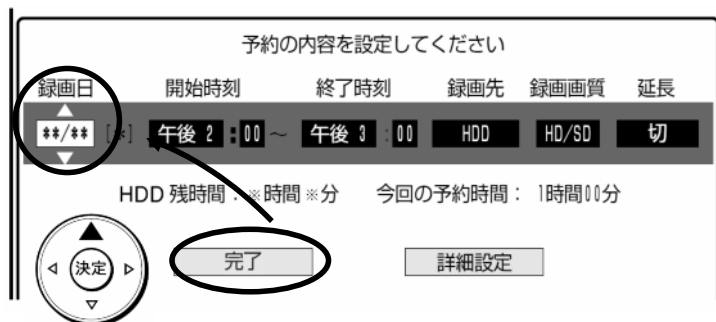 予約の内容を設定してください
録画日 開始時刻 終了時刻 録画先 録画画質 延長
**/** [*] 午後 2 : 00 ~ 午後 3 : 00 HDD HD/SD 切
HDD 残時間 : ※時間※分 今回の予約時間 : 1時間00分
完了 詳細設定
決定